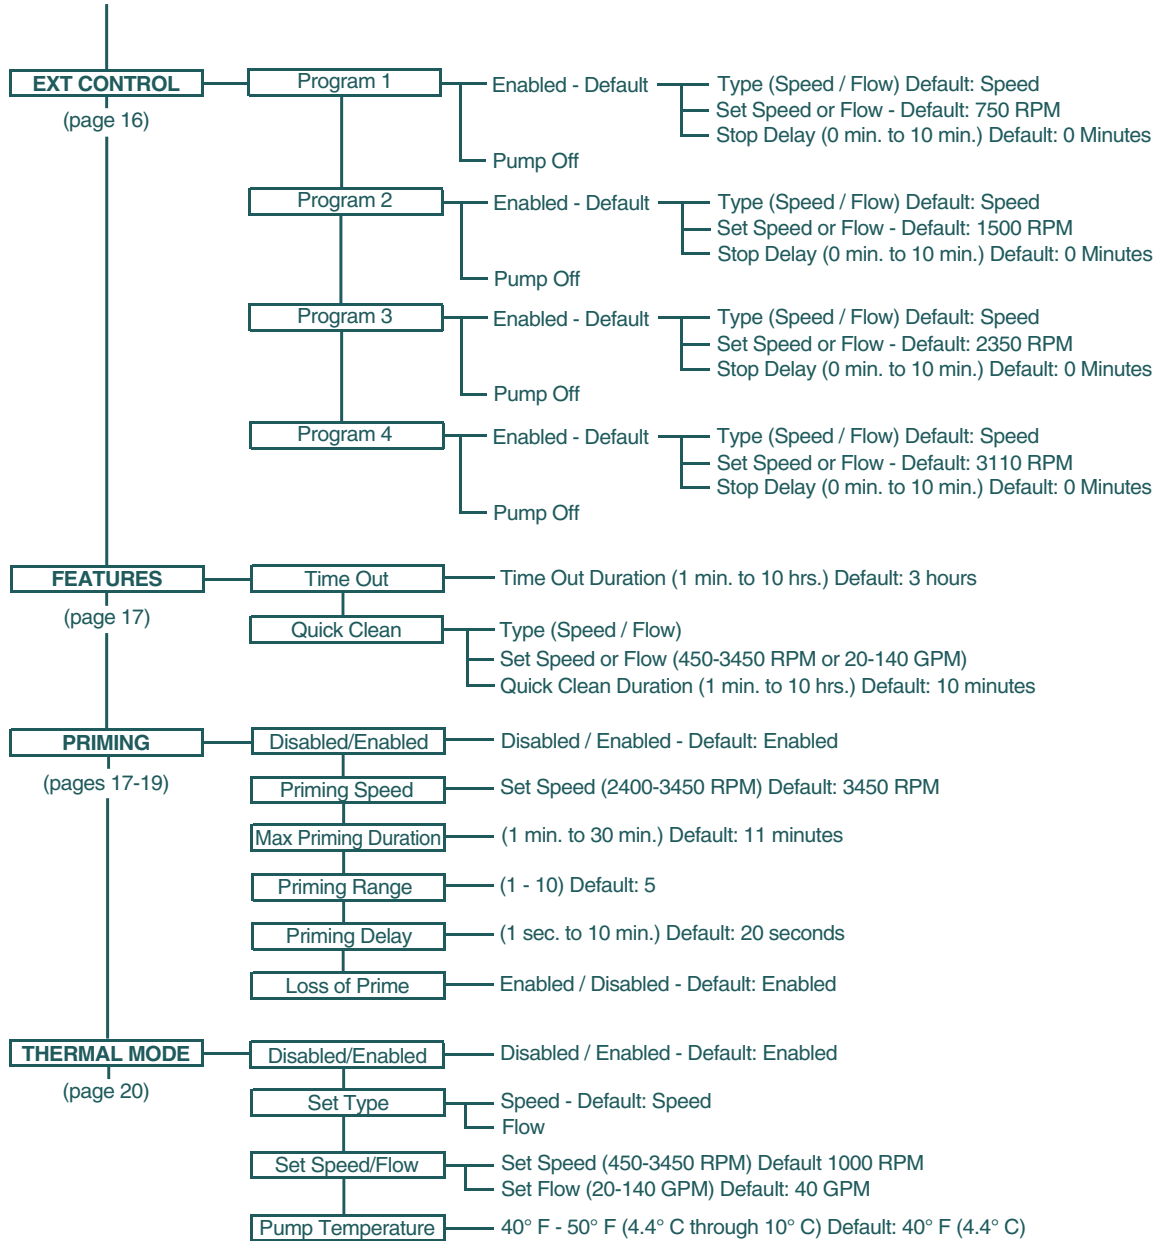 EXT CONTROL
(page 16)
Program 1
Enabled - Default
Type (Speed / Flow) Default: Speed
Set Speed or Flow - Default: 750 RPM
Stop Delay (0 min. to 10 min.) Default: 0 Minutes
Pump Off
Program 2
Enabled - Default
Type (Speed / Flow) Default: Speed
Set Speed or Flow - Default: 1500 RPM
Stop Delay (0 min. to 10 min.) Default: 0 Minutes
Pump Off
Program 3
Enabled - Default
Type (Speed / Flow) Default: Speed
Set Speed or Flow - Default: 2350 RPM
Stop Delay (0 min. to 10 min.) Default: 0 Minutes
Pump Off
Program 4
Enabled - Default
Type (Speed / Flow) Default: Speed
Set Speed or Flow - Default: 3110 RPM
Stop Delay (0 min. to 10 min.) Default: 0 Minutes
Pump Off
FEATURES
(page 17)
Time Out
Time Out Duration (1 min. to 10 hrs.) Default: 3 hours
Quick Clean
Type (Speed / Flow)
Set Speed or Flow (450-3450 RPM or 20-140 GPM)
Quick Clean Duration (1 min. to 10 hrs.) Default: 10 minutes
PRIMING
(pages 17-19)
Disabled/Enabled
Disabled / Enabled - Default: Enabled
Priming Speed
Set Speed (2400-3450 RPM) Default: 3450 RPM
Max Priming Duration
(1 min. to 30 min.) Default: 11 minutes
Priming Range
(1 - 10) Default: 5
Priming Delay
(1 sec. to 10 min.) Default: 20 seconds
Loss of Prime
Enabled / Disabled - Default: Enabled
THERMAL MODE
(page 20)
Disabled/Enabled
Disabled / Enabled - Default: Enabled
Set Type
Speed - Default: Speed
Flow
Set Speed/Flow
Set Speed (450-3450 RPM) Default 1000 RPM
Set Flow (20-140 GPM) Default: 40 GPM
Pump Temperature
40° F - 50° F (4.4° C through 10° C) Default: 40° F (4.4° C)